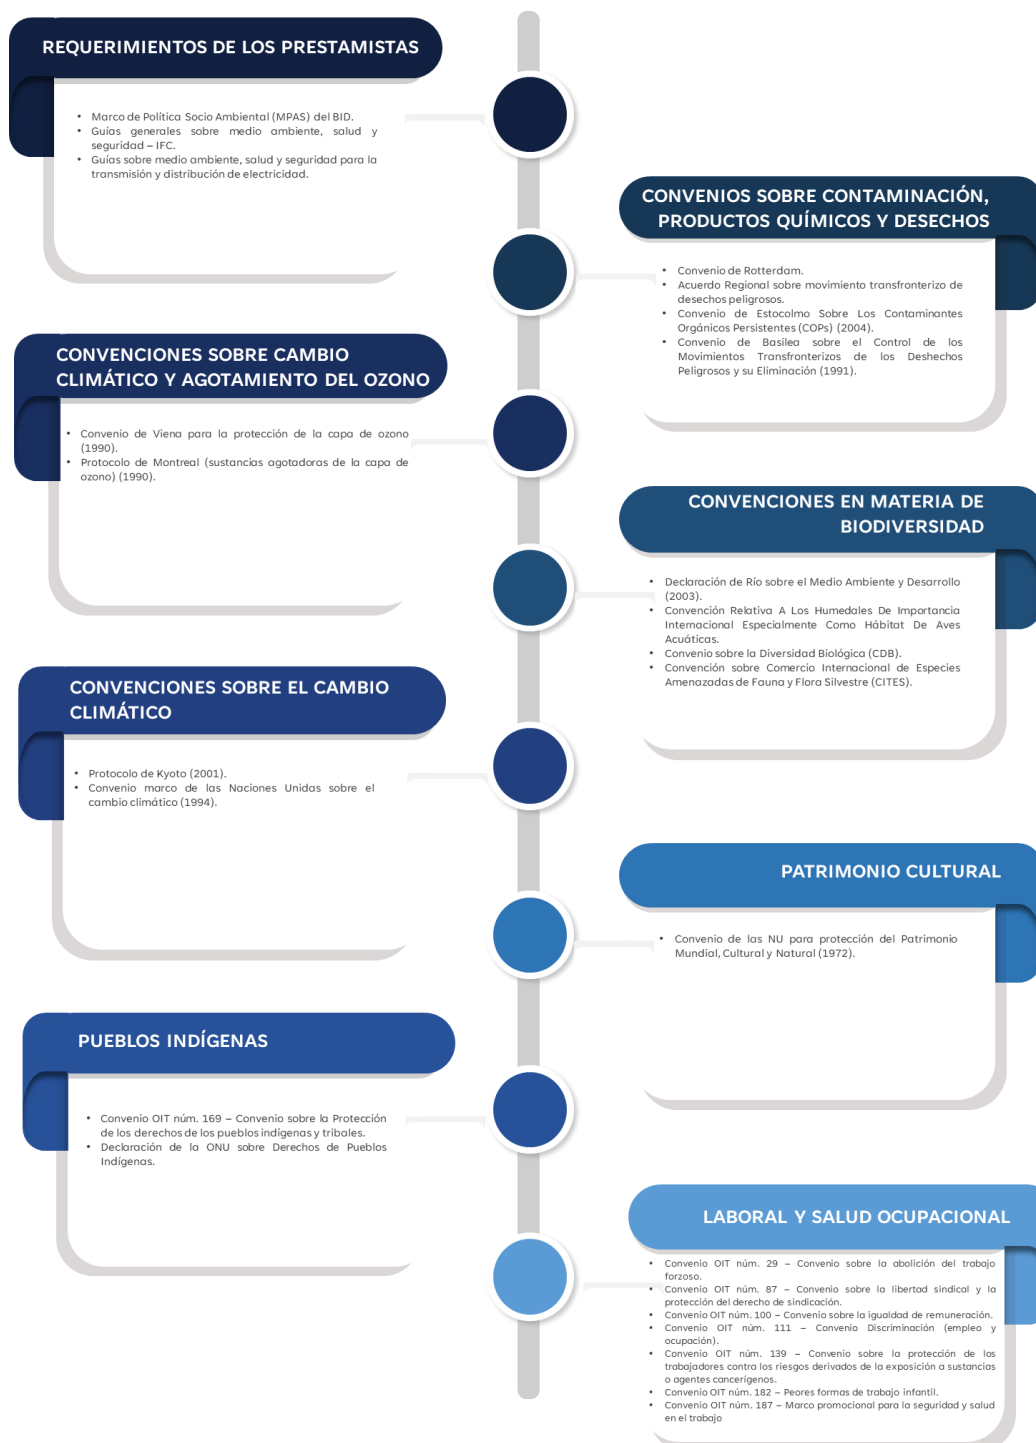 REQUERIMIENTOS DE LOS PRESTAMISTAS
• Marco de Política Socio Ambiental (MPAS) del BID.
• Guías generales sobre medio ambiente, salud y
seguridad – IFC.
• Guías sobre medio ambiente, salud y seguridad para la
transmisión y distribución de electricidad.
CONVENIOS SOBRE CONTAMINACIÓN,
PRODUCTOS QUÍMICOS Y DESECHOS
• Convenio de Rotterdam.
• Acuerdo Regional sobre movimiento transfronterizo de
desechos peligrosos.
• Convenio de Estocolmo Sobre Los Contaminantes
Orgánicos Persistentes (COPs) (2004).
• Convenio de Basilea sobre el Control de los
Movimientos Transfronterizos de los Deshechos
Peligrosos y su Eliminación (1991).
CONVENCIONES SOBRE CAMBIO
CLIMÁTICO Y AGOTAMIENTO DEL OZONO
• Convenio de Viena para la protección de la capa de ozono
(1990).
• Protocolo de Montreal (sustancias agotadoras de la capa de
ozono) (1990).
CONVENCIONES EN MATERIA DE
BIODIVERSIDAD
• Declaración de Río sobre el Medio Ambiente y Desarrollo
(2003).
• Convención Relativa A Los Humedales De Importancia
Internacional Especialmente Como Hábitat De Aves
Acuáticas.
• Convenio sobre la Diversidad Biológica (CDB).
• Convención sobre Comercio Internacional de Especies
Amenazadas de Fauna y Flora Silvestre (CITES).
CONVENCIONES SOBRE EL CAMBIO
CLIMÁTICO
• Protocolo de Kyoto (2001).
• Convenio marco de las Naciones Unidas sobre el
cambio climático (1994).
PATRIMONIO CULTURAL
• Convenio de las NU para protección del Patrimonio
Mundial, Cultural y Natural (1972).
PUEBLOS INDÍGENAS
• Convenio OIT núm. 169 – Convenio sobre la Protección
de los derechos de los pueblos indígenas y tribales.
• Declaración de la ONU sobre Derechos de Pueblos
Indígenas.
LABORAL Y SALUD OCUPACIONAL
• Convenio OIT núm. 29 – Convenio sobre la abolición del trabajo
forzoso.
• Convenio OIT núm. 87 – Convenio sobre la libertad sindical y la
protección del derecho de sindicación.
• Convenio OIT núm. 100 – Convenio sobre la igualdad de remuneración.
• Convenio OIT núm. 111 – Convenio Discriminación (empleo y
ocupación).
• Convenio OIT núm. 139 – Convenio sobre la protección de los
trabajadores contra los riesgos derivados de la exposición a sustancias
o agentes cancerígenos.
• Convenio OIT núm. 182 – Peores formas de trabajo infantil.
• Convenio OIT núm. 187 – Marco promocional para la seguridad y salud
en el trabajo